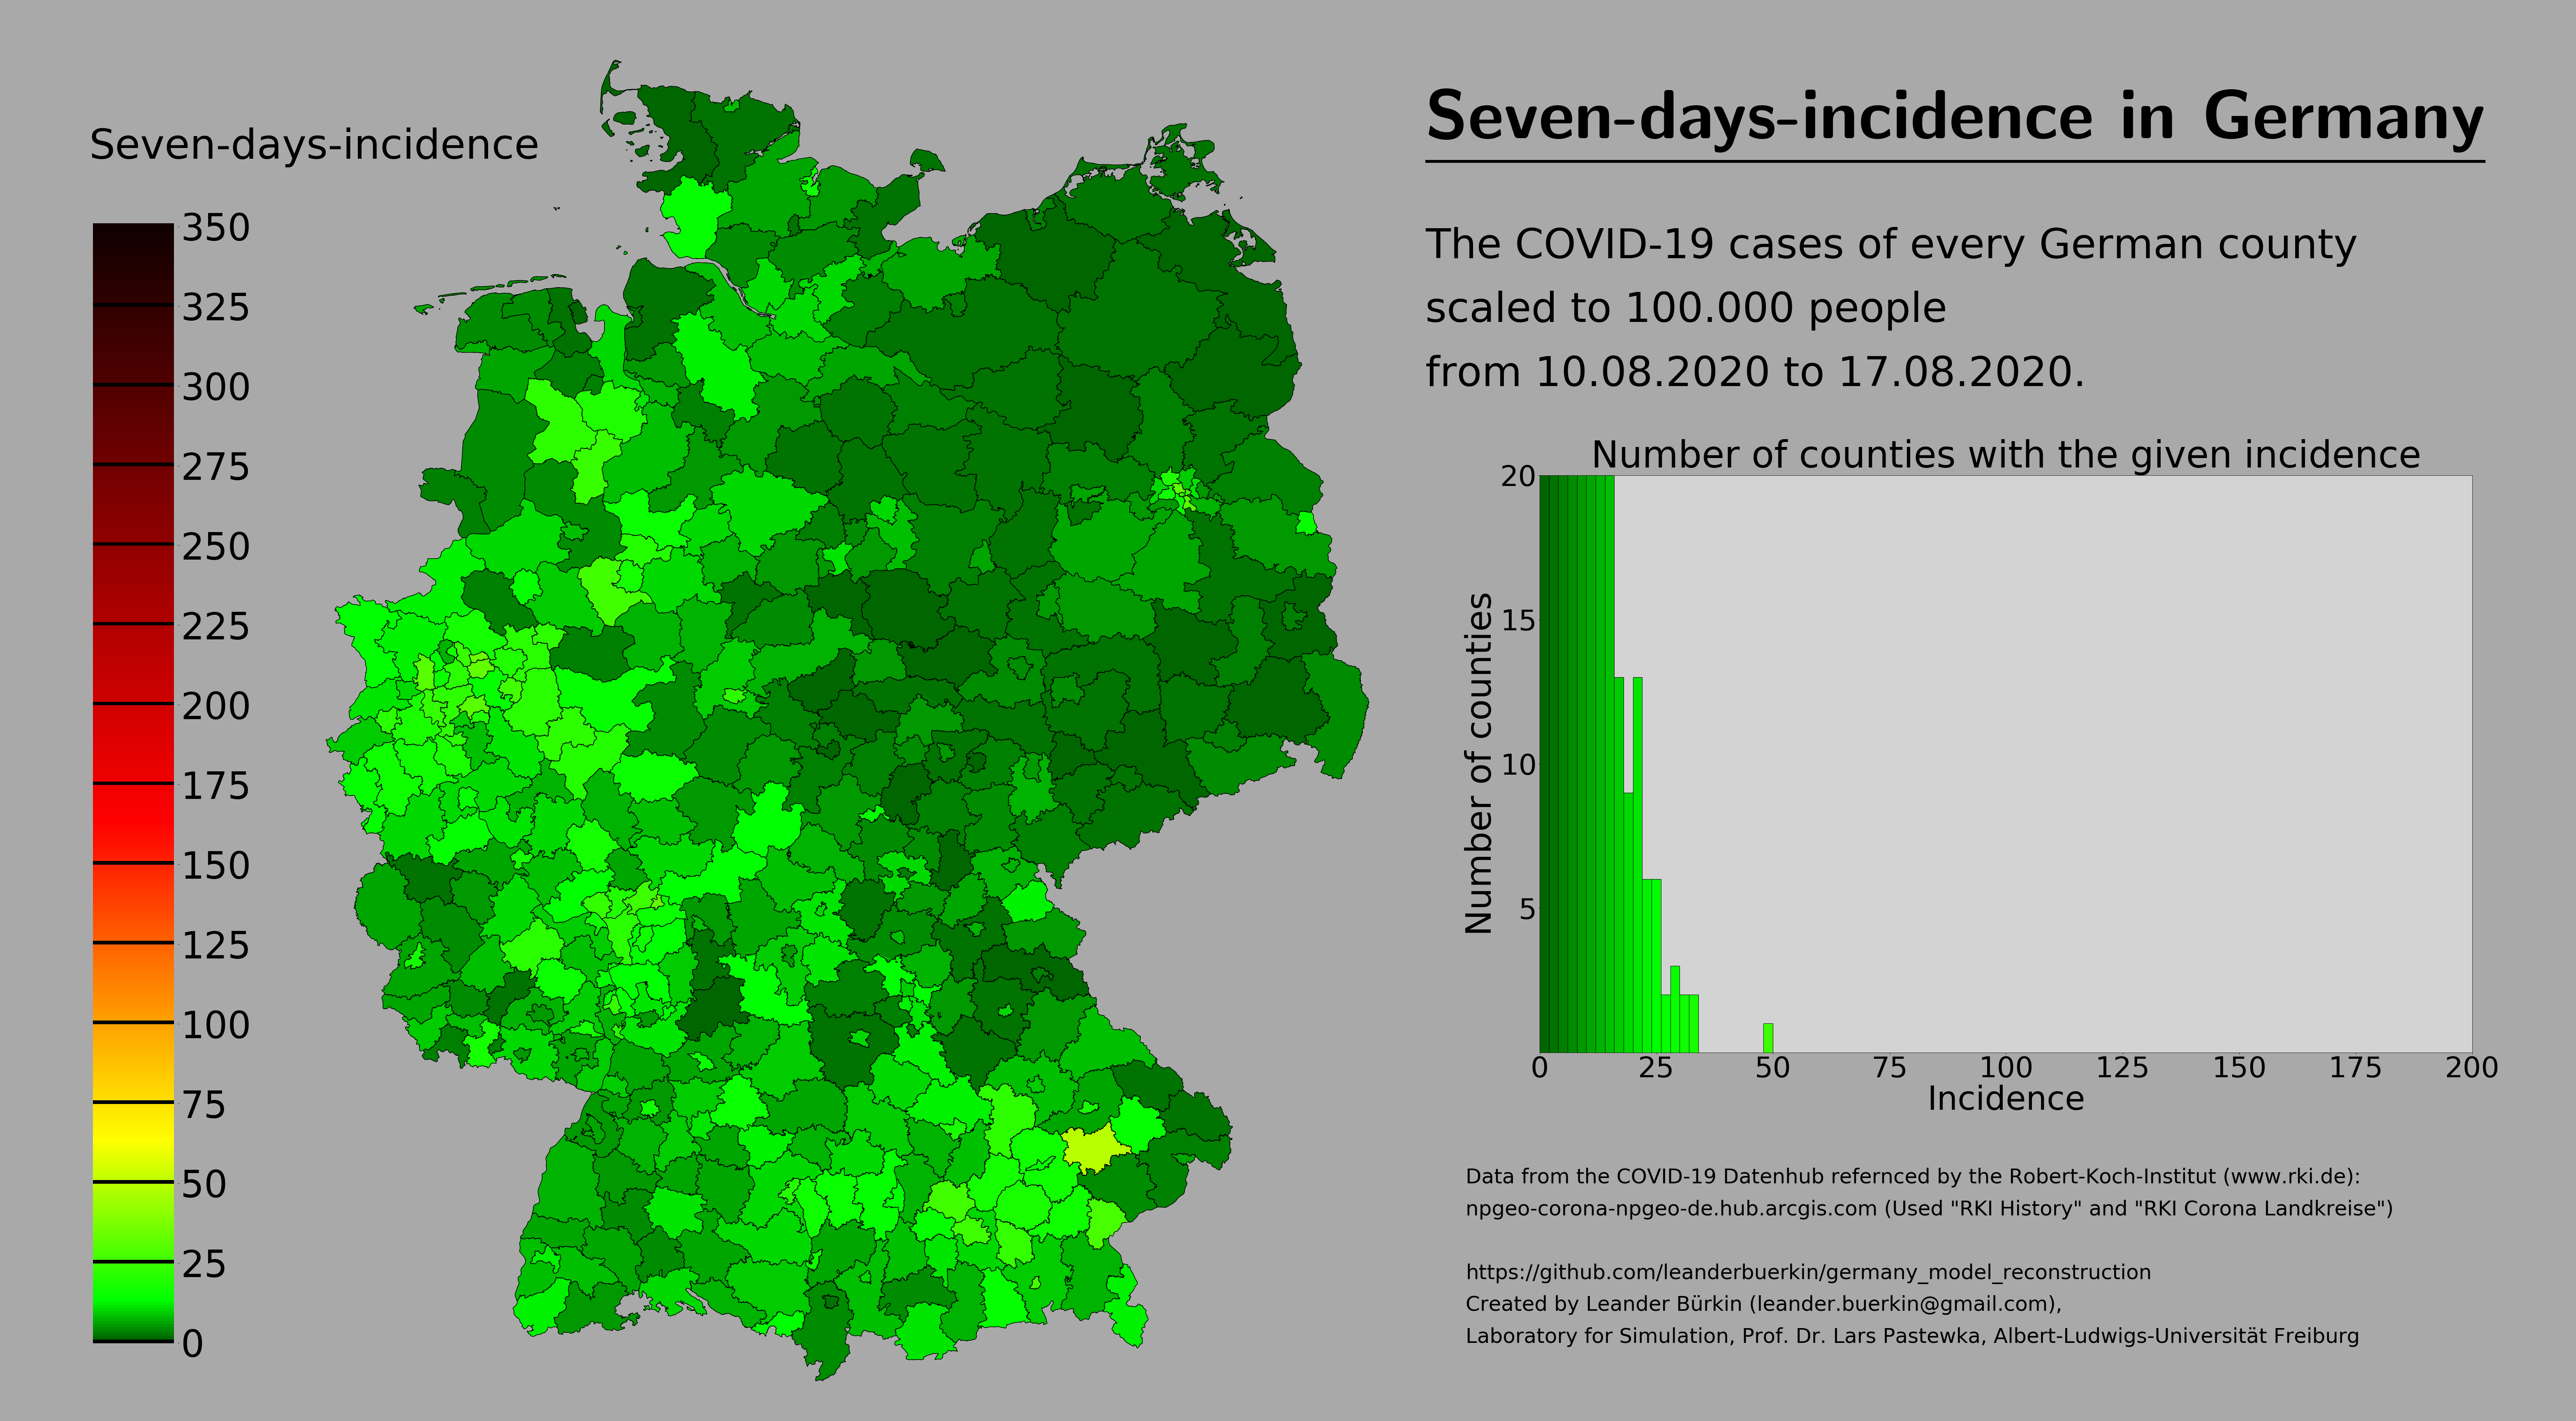 Seven-days-incidence
350
325
300
275
250
225
200
175
150
125
100
75
50
25
0
Seven-days-incidence in Germany
The COVID-19 cases of every German county
scaled to 100.000 people
from 10.08.2020 to 17.08.2020.
Number of counties with the given incidence
Number of counties
20
15
10
5
0 25 50 75 100 125 150 175 200
Incidence
Data from the COVID-19 Datenhub refernced by the Robert-Koch-Institut (www.rki.de):
npgeo-corona-npgeo-de.hub.arcgis.com (Used "RKI History" and "RKI Corona Landkreise")
https://github.com/leanderbuerkin/germany_model_reconstruction
Created by Leander Bürkin (leander.buerkin@gmail.com),
Laboratory for Simulation, Prof. Dr. Lars Pastewka, Albert-Ludwigs-Universität Freiburg